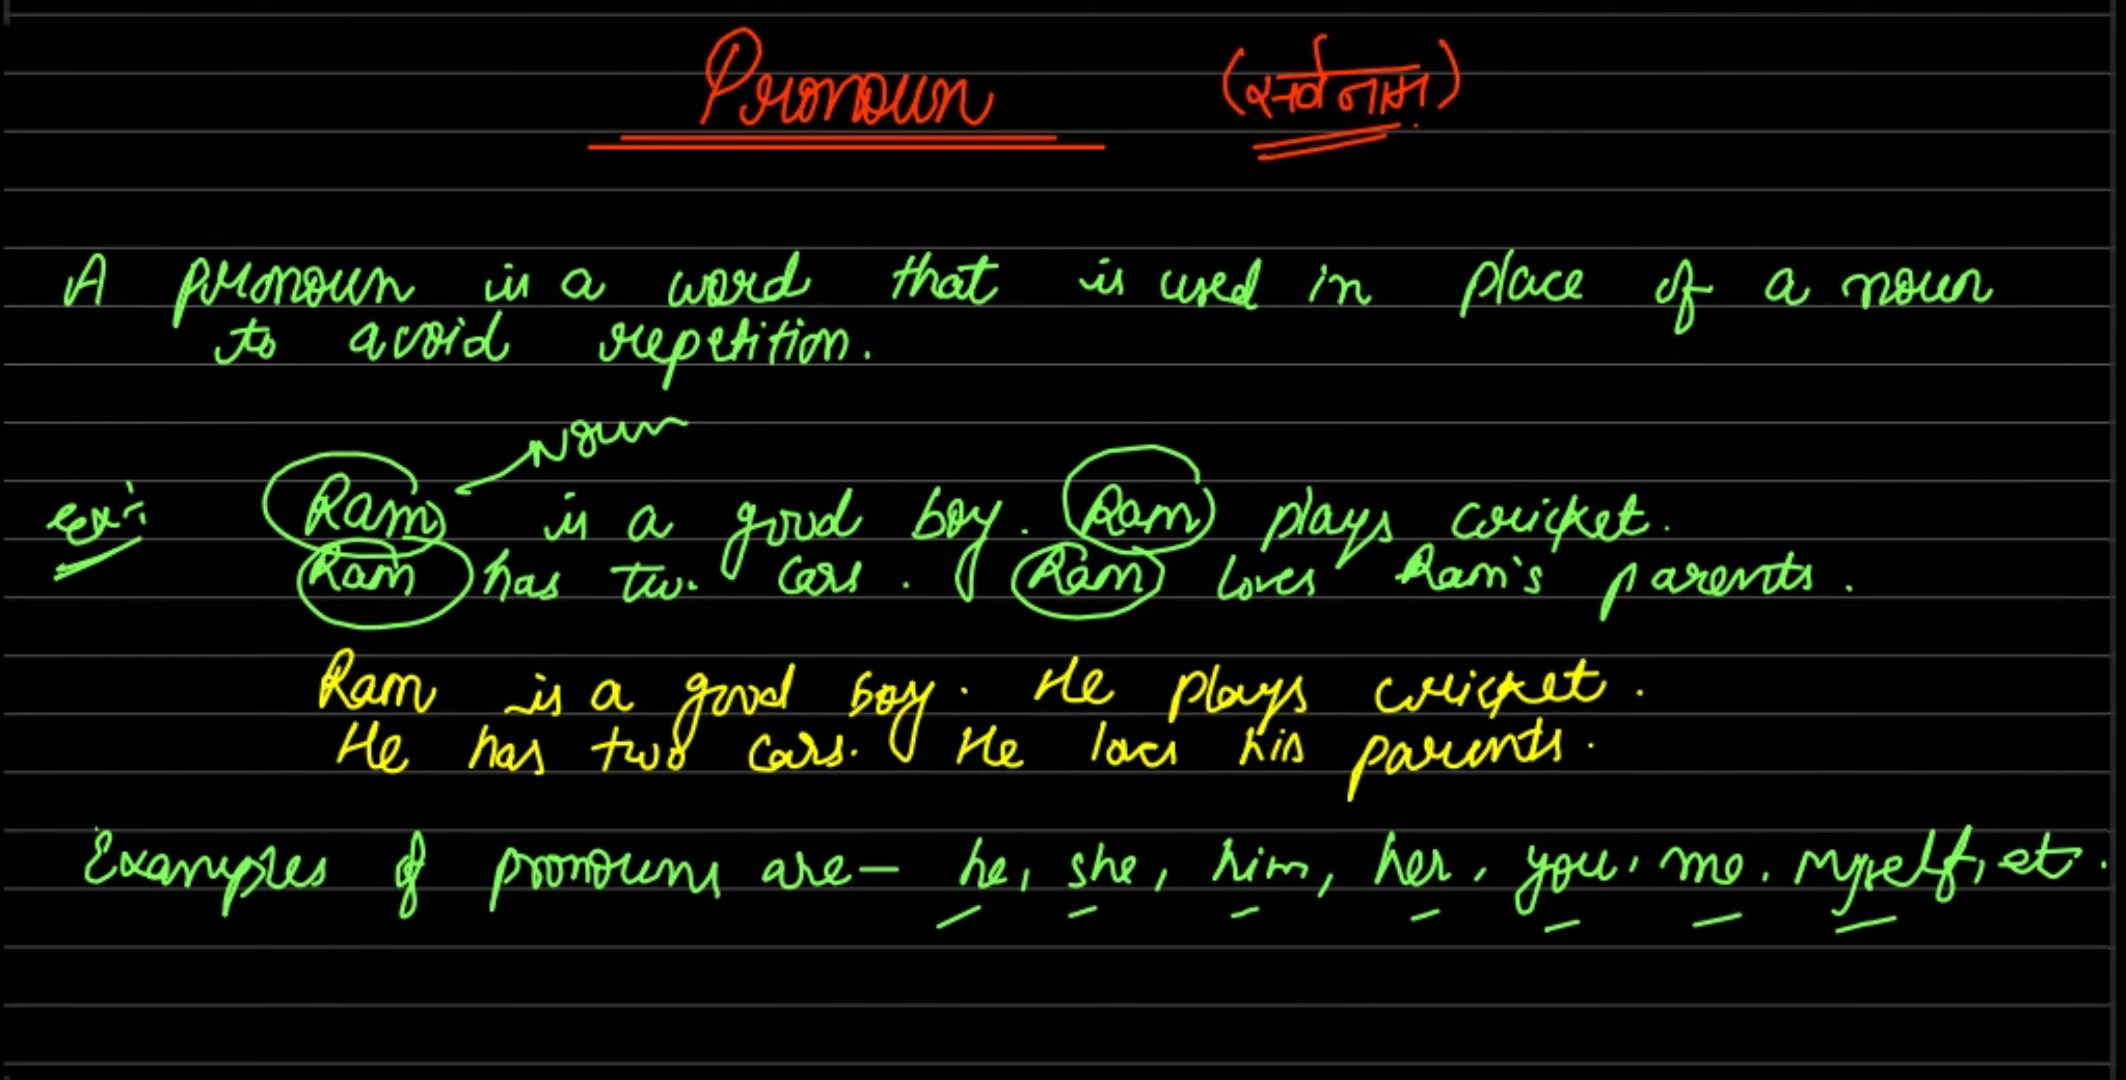 Pronoun (सर्वनाम)
A pronoun is a word that is used in place of a noun
to avoid repetition.
Noun
ex:- Ram is a good boy. Ram plays cricket.
Ram has two cars. Ram loves Ram's parents.
Ram is a good boy. He plays cricket.
He has two cars. He loves his parents.
Examples of pronouns are— he, she, him, her, you, me, myself, etc.